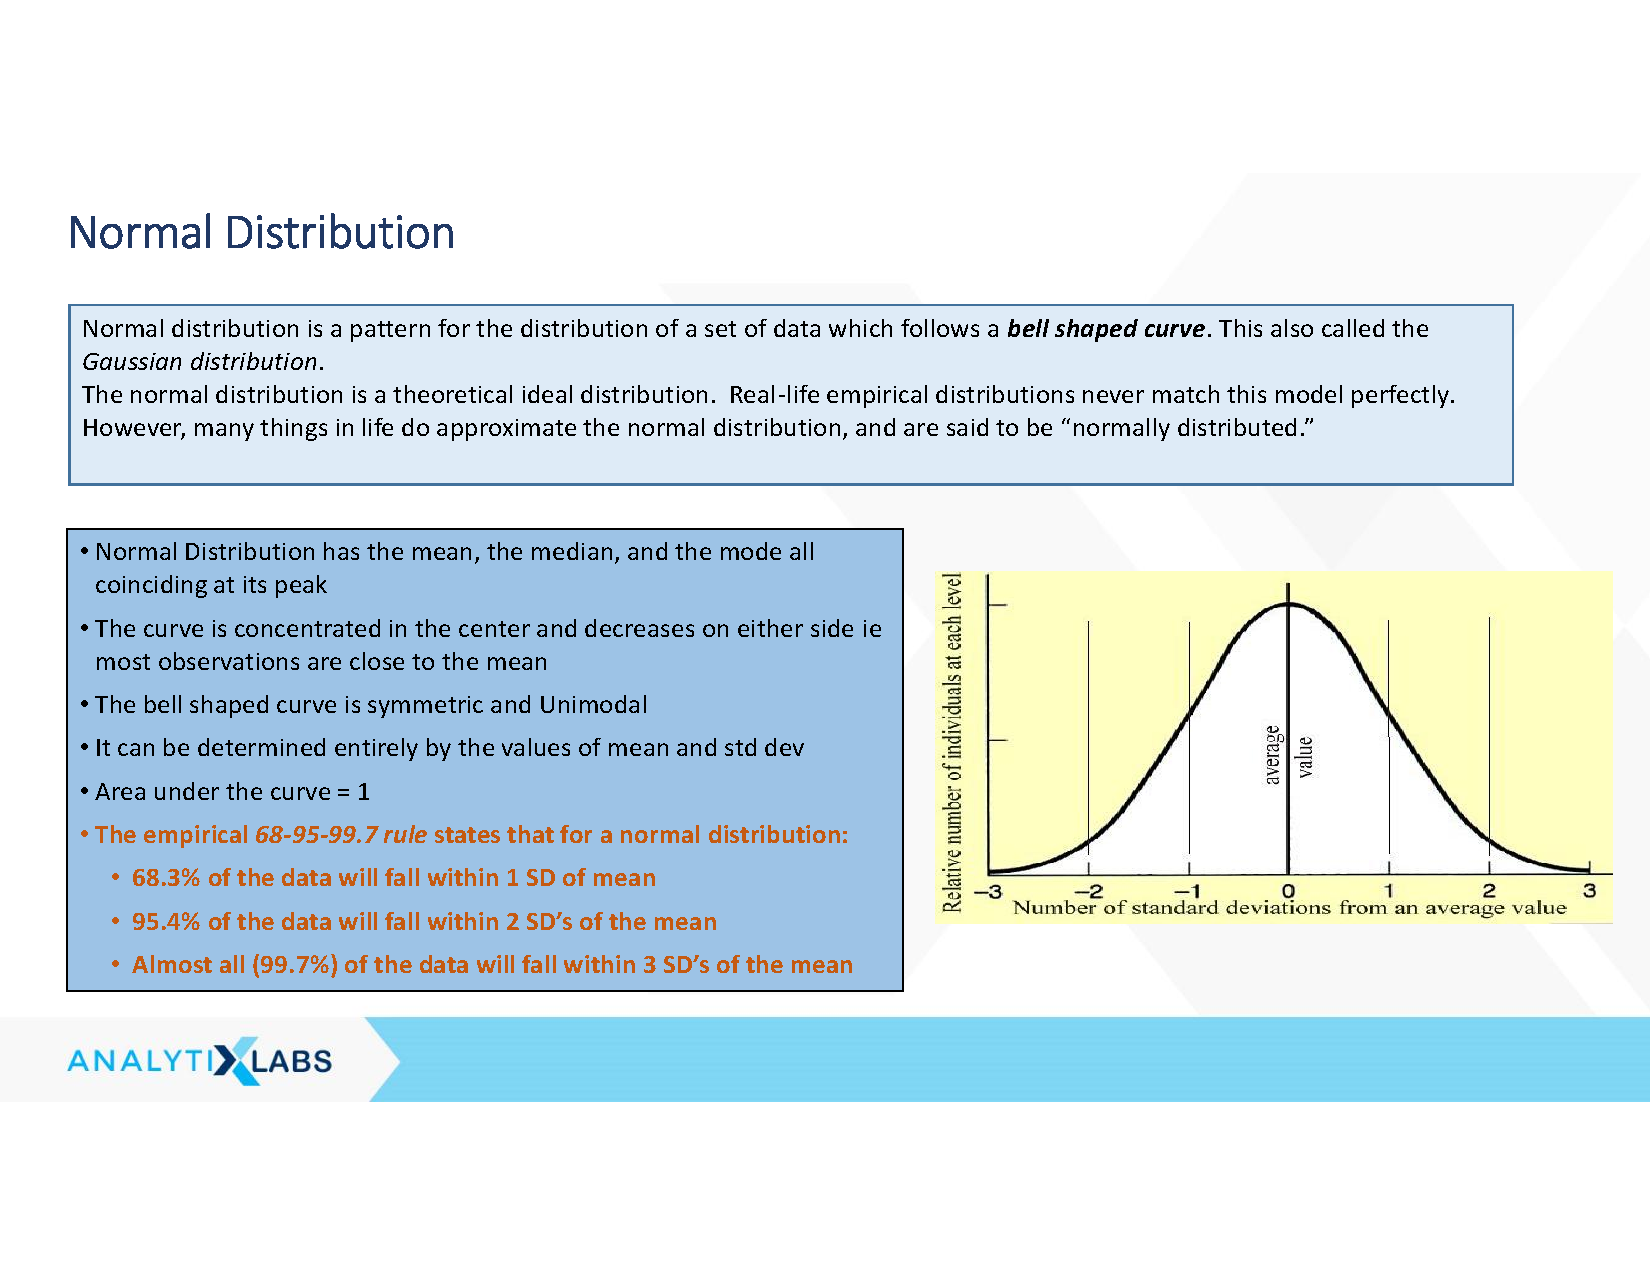 Normal Distribution
Normal distribution is a pattern for the distribution of a set of data which follows a bell shaped curve. This also called the
Gaussian distribution.
The normal distribution is a theoretical ideal distribution.  Real-life empirical distributions never match this model perfectly.
However, many things in life do approximate the normal distribution, and are said to be “normally distributed.”
• Normal Distribution has the mean, the median, and the mode all
coinciding at its peak
• The curve is concentrated in the center and decreases on either side ie
most observations are close to the mean
• The bell shaped curve is symmetric and Unimodal
• It can be determined entirely by the values of mean and std dev
• Area under the curve = 1
• The empirical 68-95-99.7 rule states that for a normal distribution:
• 68.3% of the data will fall within 1 SD of mean
• 95.4% of the data will fall within 2 SD’s of the mean
• Almost all (99.7%) of the data will fall within 3 SD’s of the mean
Relative number of individuals at each level
average
value
−3 −2 −1 0 1 2 3
Number of standard deviations from an average value
ANALYTIXLABS